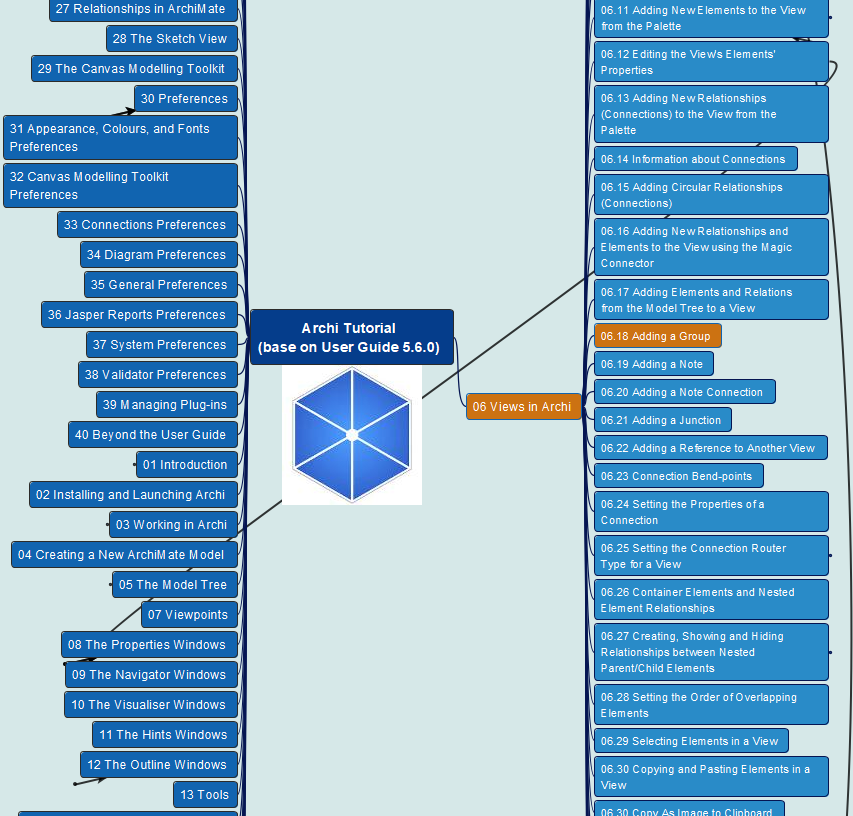 27 Relationships in ArchiMate
28 The Sketch View
29 The Canvas Modelling Toolkit
30 Preferences
31 Appearance, Colours, and Fonts
Preferences
32 Canvas Modelling Toolkit
Preferences
33 Connections Preferences
34 Diagram Preferences
35 General Preferences
36 Jasper Reports Preferences
37 System Preferences
38 Validator Preferences
39 Managing Plug-ins
40 Beyond the User Guide
01 Introduction
02 Installing and Launching Archi
03 Working in Archi
04 Creating a New ArchiMate Model
05 The Model Tree
07 Viewpoints
08 The Properties Windows
09 The Navigator Windows
10 The Visualiser Windows
11 The Hints Windows
12 The Outline Windows
13 Tools
Archi Tutorial
(base on User Guide 5.6.0)
06 Views in Archi
06.11 Adding New Elements to the View
from the Palette
06.12 Editing the View's Elements'
Properties
06.13 Adding New Relationships
(Connections) to the View from the
Palette
06.14 Information about Connections
06.15 Adding Circular Relationships
(Connections)
06.16 Adding New Relationships and
Elements to the View using the Magic
Connector
06.17 Adding Elements and Relations
from the Model Tree to a View
06.18 Adding a Group
06.19 Adding a Note
06.20 Adding a Note Connection
06.21 Adding a Junction
06.22 Adding a Reference to Another View
06.23 Connection Bend-points
06.24 Setting the Properties of a
Connection
06.25 Setting the Connection Router
Type for a View
06.26 Container Elements and Nested
Element Relationships
06.27 Creating, Showing and Hiding
Relationships between Nested
Parent/Child Elements
06.28 Setting the Order of Overlapping
Elements
06.29 Selecting Elements in a View
06.30 Copying and Pasting Elements in a
View
06.30 Copy As Image to Clipboard